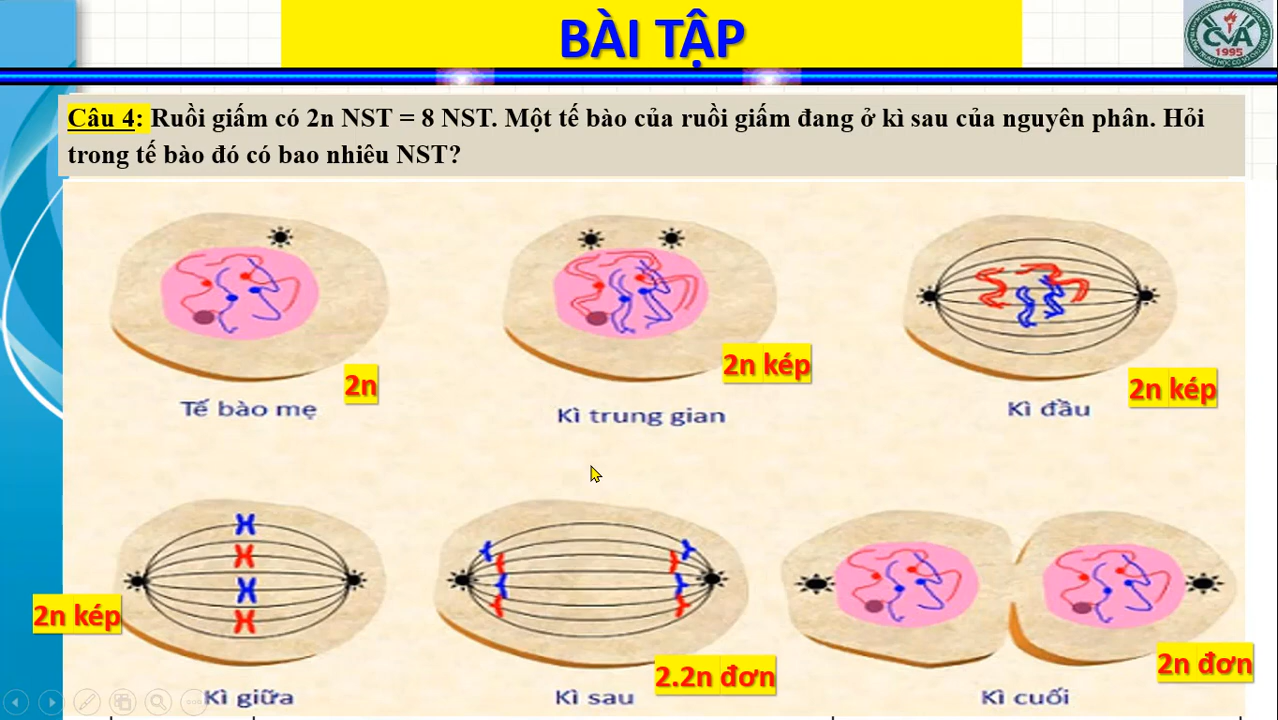 BÀI TẬP
CVA
1995
Câu 4: Ruồi giấm có 2n NST = 8 NST. Một tế bào của ruồi giấm đang ở kì sau của nguyên phân. Hỏi
trong tế bào đó có bao nhiêu NST?
2n
2n kép
2n kép
Tế bào mẹ
Kì trung gian
Kì đầu
2n kép
2.2n đơn
2n đơn
Kì giữa
Kì sau
Kì cuối